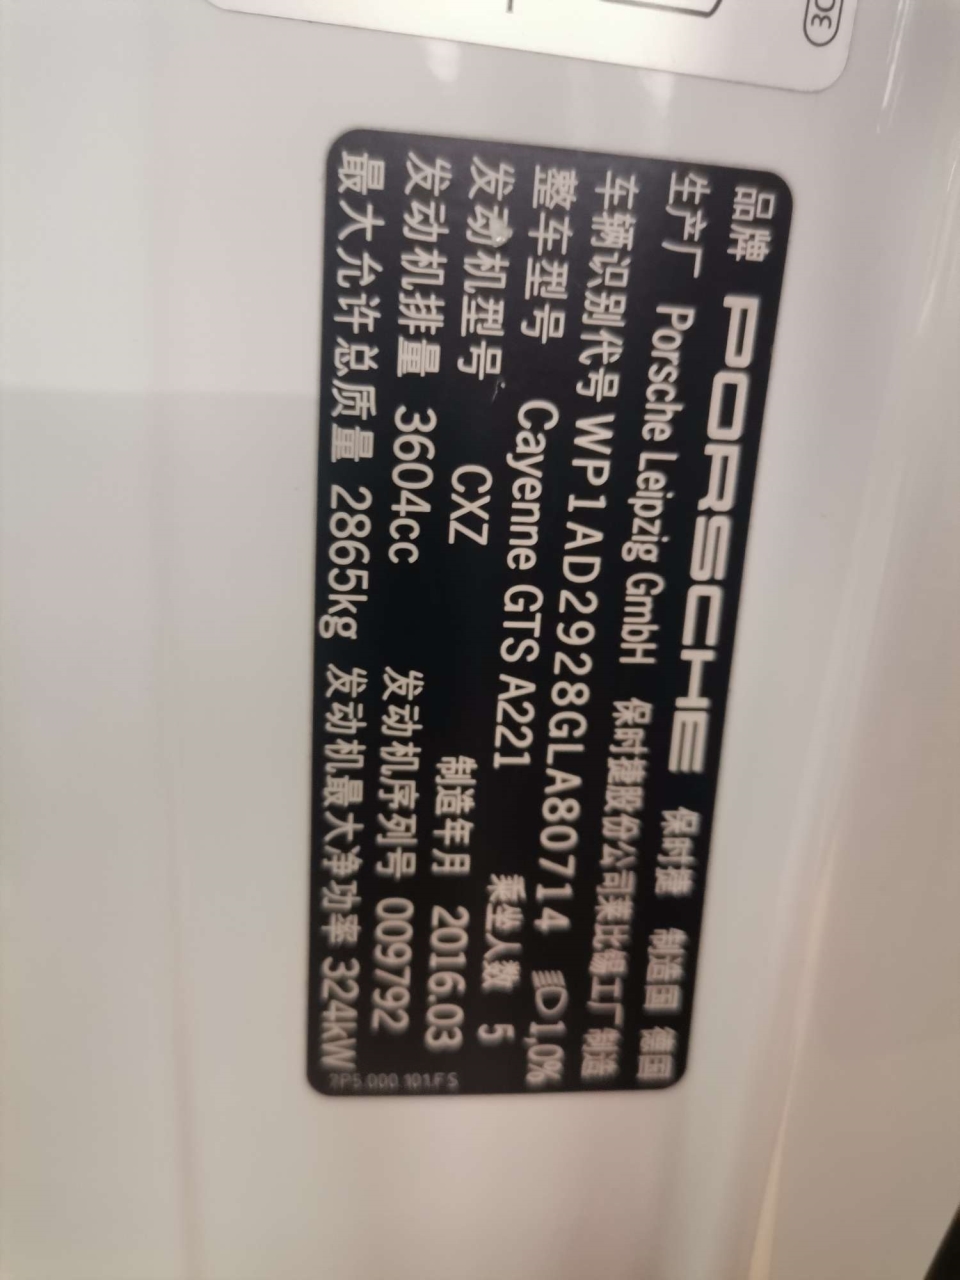 品牌 PORSCHE 保时捷 制造国 德国
生产厂 Porsche Leipzig GmbH 保时捷股份公司莱比锡工厂 制造
车辆识别代号 WP1AD2928GLA80714 1,0%
整车型号 Cayenne GTS A221 乘坐人数 5
发动机型号 CXZ 制造年月 2016.03
发动机排量 3604cc 发动机序列号 009792
最大允许总质量 2865kg 发动机最大净功率 324kW
7P5.000.101.FS